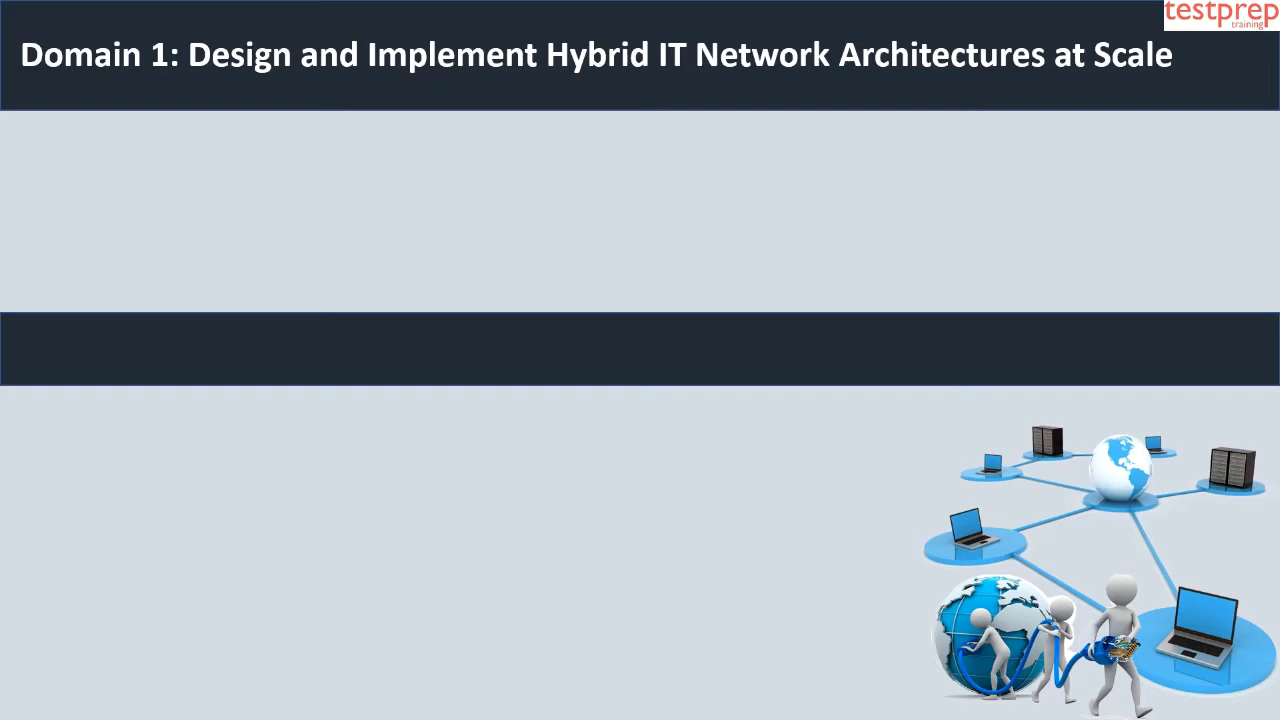 testprep
training
Domain 1: Design and Implement Hybrid IT Network Architectures at Scale